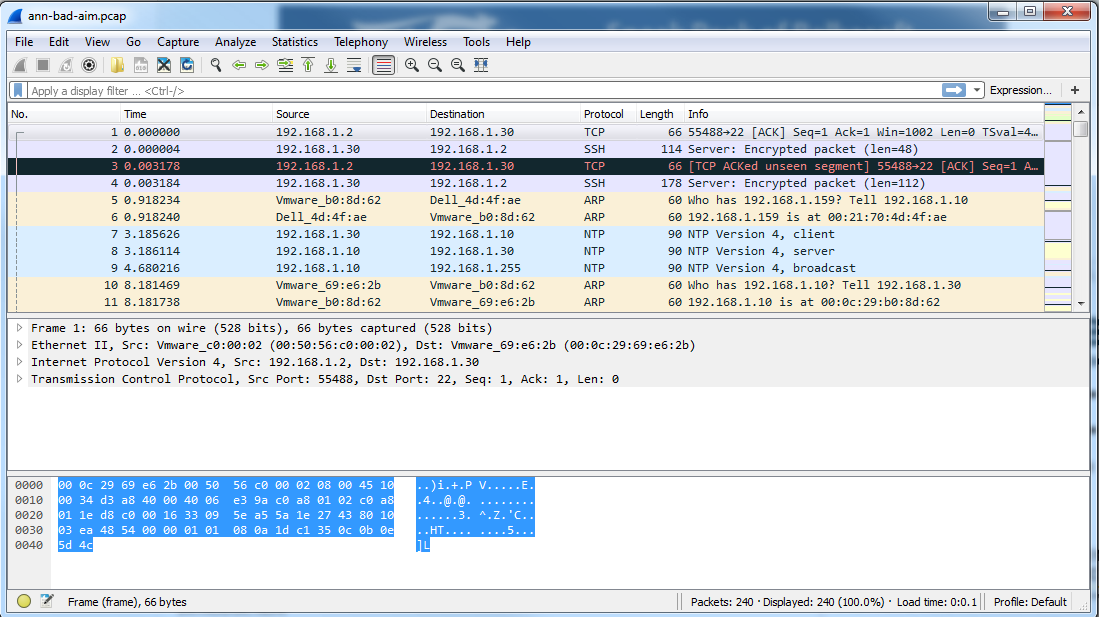 ann-bad-aim.pcap
File Edit View Go Capture Analyze Statistics Telephony Wireless Tools Help
Apply a display filter ... <Ctrl-/> Expression... +
No. Time Source Destination Protocol Length Info
1 0.000000 192.168.1.2 192.168.1.30 TCP 66 55488→22 [ACK] Seq=1 Ack=1 Win=1002 Len=0 TSval=4…
2 0.000004 192.168.1.30 192.168.1.2 SSH 114 Server: Encrypted packet (len=48)
3 0.003178 192.168.1.2 192.168.1.30 TCP 66 [TCP ACKed unseen segment] 55488→22 [ACK] Seq=1 A…
4 0.003184 192.168.1.30 192.168.1.2 SSH 178 Server: Encrypted packet (len=112)
5 0.918234 Vmware_b0:8d:62 Dell_4d:4f:ae ARP 60 Who has 192.168.1.159? Tell 192.168.1.10
6 0.918240 Dell_4d:4f:ae Vmware_b0:8d:62 ARP 60 192.168.1.159 is at 00:21:70:4d:4f:ae
7 3.185626 192.168.1.30 192.168.1.10 NTP 90 NTP Version 4, client
8 3.186114 192.168.1.10 192.168.1.30 NTP 90 NTP Version 4, server
9 4.680216 192.168.1.10 192.168.1.255 NTP 90 NTP Version 4, broadcast
10 8.181469 Vmware_69:e6:2b Vmware_b0:8d:62 ARP 60 Who has 192.168.1.10? Tell 192.168.1.30
11 8.181738 Vmware_b0:8d:62 Vmware_69:e6:2b ARP 60 192.168.1.10 is at 00:0c:29:b0:8d:62
Frame 1: 66 bytes on wire (528 bits), 66 bytes captured (528 bits)
Ethernet II, Src: Vmware_c0:00:02 (00:50:56:c0:00:02), Dst: Vmware_69:e6:2b (00:0c:29:69:e6:2b)
Internet Protocol Version 4, Src: 192.168.1.2, Dst: 192.168.1.30
Transmission Control Protocol, Src Port: 55488, Dst Port: 22, Seq: 1, Ack: 1, Len: 0
0000 00 0c 29 69 e6 2b 00 50 56 c0 00 02 08 00 45 10 ..)i.+.P V.....E.
0010 00 34 d3 a8 40 00 40 06 e3 9a c0 a8 01 02 c0 a8 .4..@.@. ........
0020 01 1e d8 c0 00 16 33 09 5e a5 5a 1e 27 43 80 10 ......3. ^.Z.'C..
0030 03 ea 48 54 00 00 01 01 08 0a 1d c1 35 0c 0b 0e ..HT.... ....5...
0040 5d 4c ]L
Frame (frame), 66 bytes Packets: 240 · Displayed: 240 (100.0%) · Load time: 0:0.1 Profile: Default